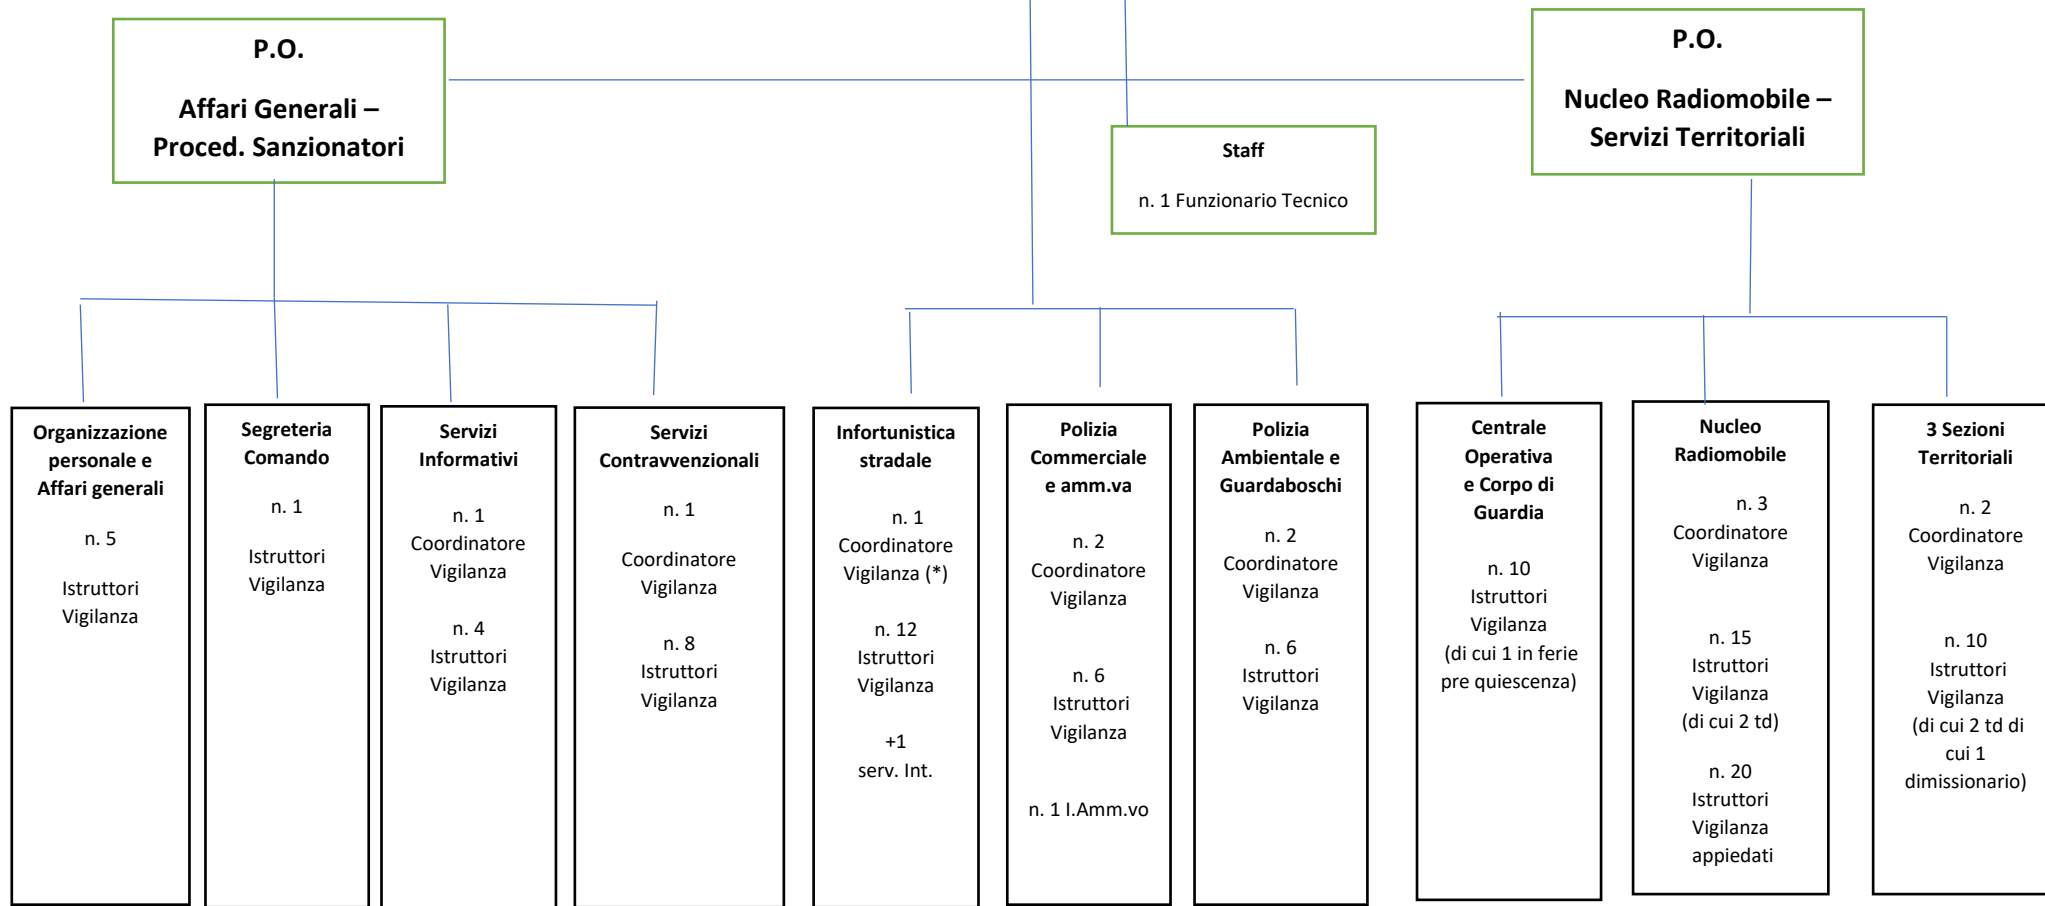 P.O.
Affari Generali –
Proced. Sanzionatori
Staff
n. 1 Funzionario Tecnico
P.O.
Nucleo Radiomobile –
Servizi Territoriali
Organizzazione
personale e
Affari generali
n. 5
Istruttori
Vigilanza
Segreteria
Comando
n. 1
Istruttori
Vigilanza
Servizi
Informativi
n. 1
Coordinatore
Vigilanza
n. 4
Istruttori
Vigilanza
Servizi
Contravvenzionali
n. 1
Coordinatore
Vigilanza
n. 8
Istruttori
Vigilanza
Infortunistica
stradale
n. 1
Coordinatore
Vigilanza (*)
n. 12
Istruttori
Vigilanza
+1
serv. Int.
Polizia
Commerciale
e amm.va
n. 2
Coordinatore
Vigilanza
n. 6
Istruttori
Vigilanza
n. 1 I.Amm.vo
Polizia
Ambientale e
Guardaboschi
n. 2
Coordinatore
Vigilanza
n. 6
Istruttori
Vigilanza
Centrale
Operativa
e Corpo di
Guardia
n. 10
Istruttori
Vigilanza
(di cui 1 in ferie
pre quiescenza)
Nucleo
Radiomobile
n. 3
Coordinatore
Vigilanza
n. 15
Istruttori
Vigilanza
(di cui 2 td)
n. 20
Istruttori
Vigilanza
appiedati
3 Sezioni
Territoriali
n. 2
Coordinatore
Vigilanza
n. 10
Istruttori
Vigilanza
(di cui 2 td di
cui 1
dimissionario)